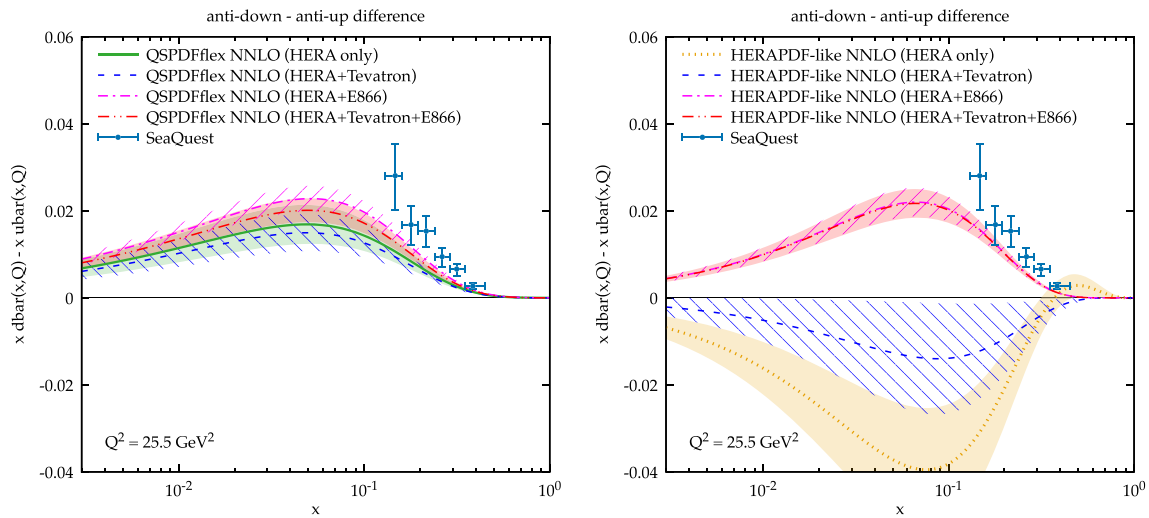 anti-down - anti-up difference
0.06
0.04
0.02
0
-0.02
-0.04
x dbar(x,Q) - x ubar(x,Q)
QSPDFflex NNLO (HERA only)
QSPDFflex NNLO (HERA+Tevatron)
QSPDFflex NNLO (HERA+E866)
QSPDFflex NNLO (HERA+Tevatron+E866)
SeaQuest
Q² = 25.5 GeV²
10⁻² 10⁻¹ 10⁰
x
anti-down - anti-up difference
0.06
0.04
0.02
0
-0.02
-0.04
x dbar(x,Q) - x ubar(x,Q)
HERAPDF-like NNLO (HERA only)
HERAPDF-like NNLO (HERA+Tevatron)
HERAPDF-like NNLO (HERA+E866)
HERAPDF-like NNLO (HERA+Tevatron+E866)
SeaQuest
Q² = 25.5 GeV²
10⁻² 10⁻¹ 10⁰
x